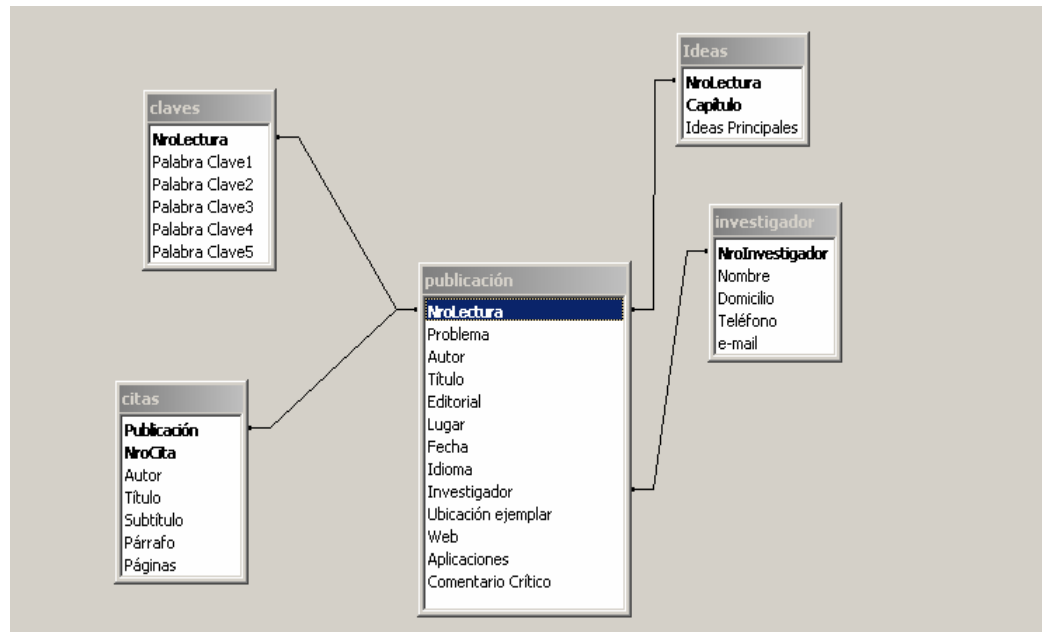 claves
NroLectura
Palabra Clave1
Palabra Clave2
Palabra Clave3
Palabra Clave4
Palabra Clave5
citas
Publicación
NroCita
Autor
Título
Subtítulo
Párrafo
Páginas
publicación
NroLectura
Problema
Autor
Título
Editorial
Lugar
Fecha
Idioma
Investigador
Ubicación ejemplar
Web
Aplicaciones
Comentario Crítico
Ideas
NroLectura
Capítulo
Ideas Principales
investigador
NroInvestigador
Nombre
Domicilio
Teléfono
e-mail